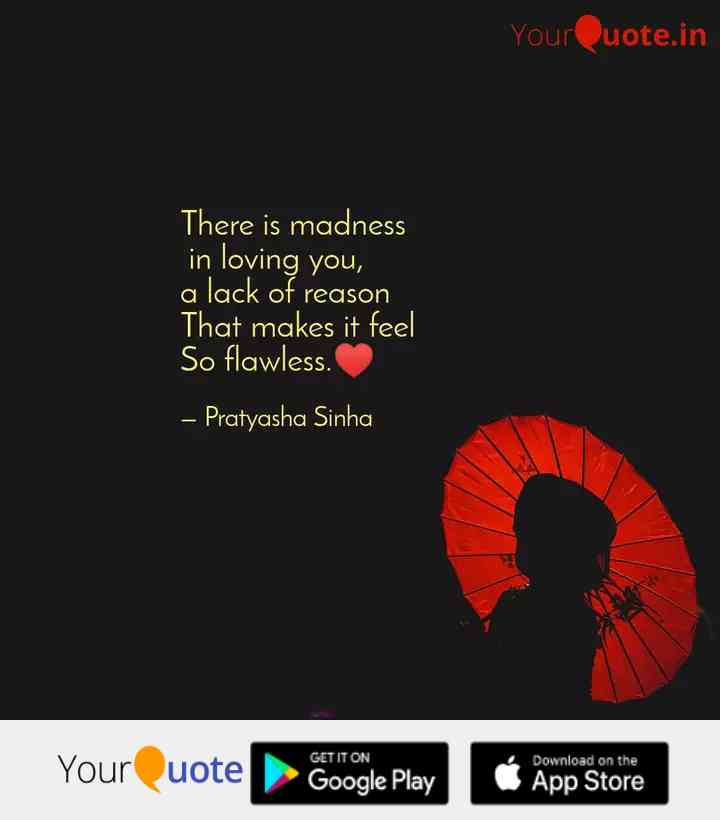 YourQuote.in
There is madness
in loving you,
a lack of reason
That makes it feel
So flawless.♥️
– Pratyasha Sinha
YourQuote
GET IT ON
Google Play
Download on the
App Store